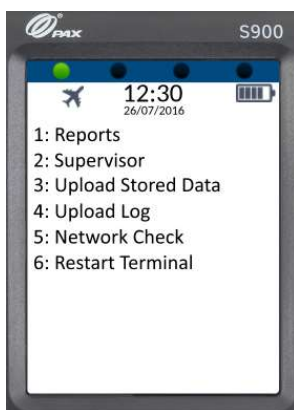 PAX S900
12:30
26/07/2016
1: Reports
2: Supervisor
3: Upload Stored Data
4: Upload Log
5: Network Check
6: Restart Terminal